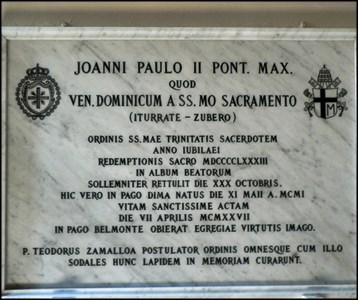 JOANNI PAULO II PONT. MAX.
QUOD
VEN. DOMINICUM A SS. MO SACRAMENTO
(ITURRATE - ZUBERO)
ORDINIS SS. MAE TRINITATIS SACERDOTEM
ANNO IUBILAEI
REDEMPTIONIS SACRO MDCCCCLXXXIII
IN ALBUM BEATORUM
SOLLEMNITER RETTULIT DIE XXX OCTOBRIS.
HIC VERO IN PAGO DIMA NATUS DIE XI MAII A. MCMI
VITAM SANCTISSIME ACTAM
DIE VII APRILIS MCMXXVII
IN PAGO BELMONTE OBIERAT EGREGIAE VIRTUTIS IMAGO.
P. TEODORUS ZAMALLOA POSTULATOR ORDINIS OMNESQUE CUM ILLO
SODALES HUNC LAPIDEM IN MEMORIAM CURARUNT.